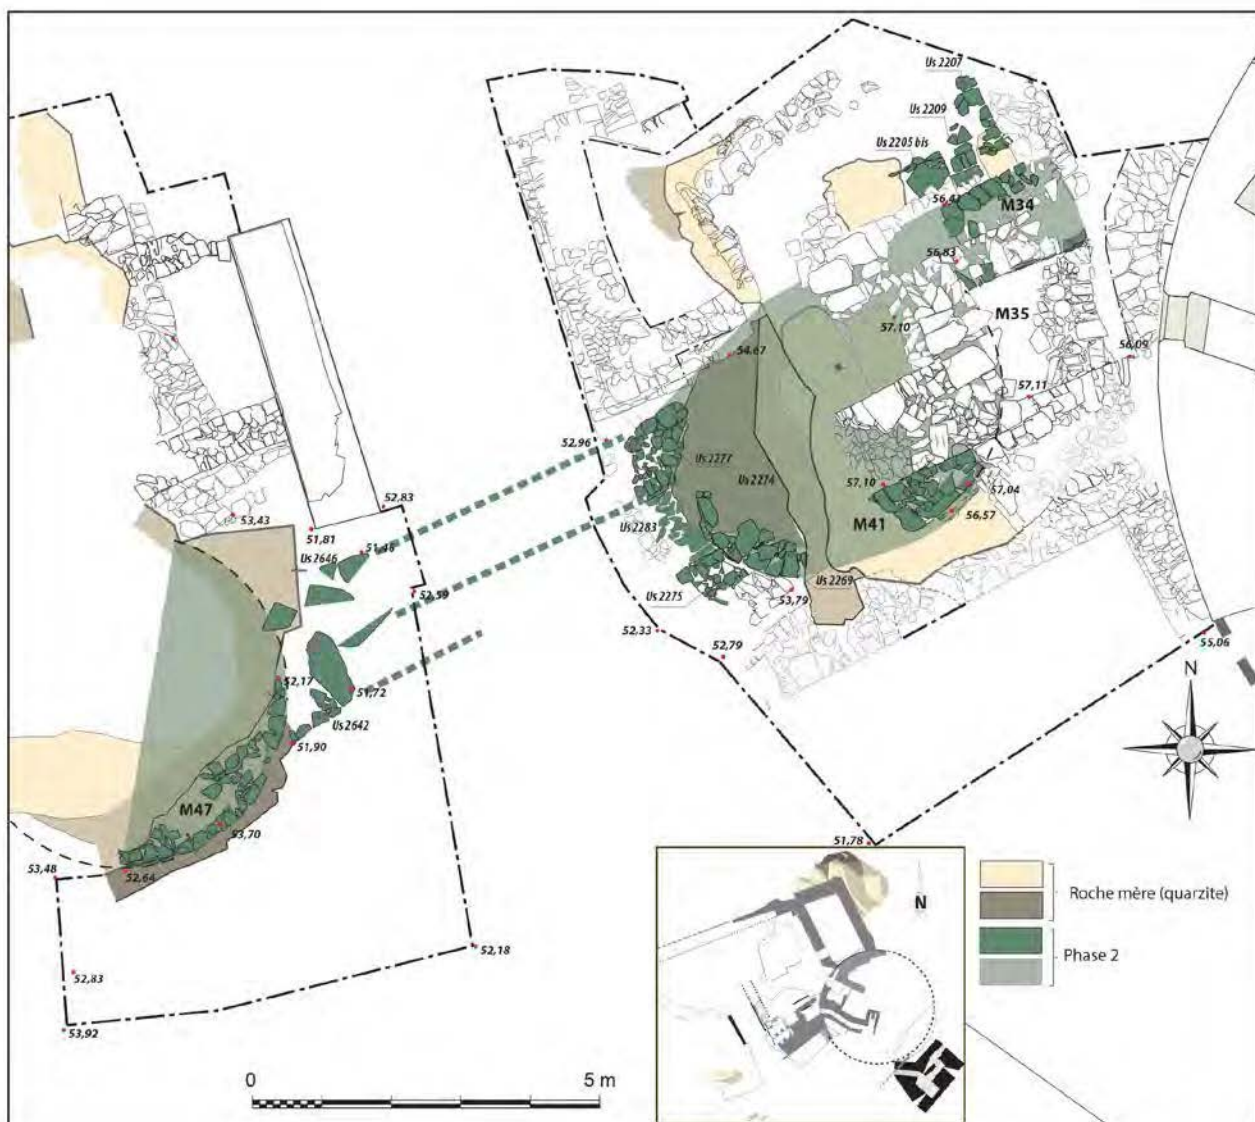 Us 2207
Us 2209
Us 2205 bis
56,41
M34
56,83
M35
57,10
56,09
54,67
57,11
52,96
Us 2277
Us 2274
57,10
57,04
52,83
53,43
51,81
51,46
Us 2646
Us 2283
M41
56,57
52,59
Us 2275
Us 2269
53,79
52,33
55,06
52,79
N
52,17
51,72
Us 2642
51,90
M47
53,70
51,78
53,48
52,64
Roche mère (quarzite)
N
52,18
Phase 2
52,83
53,92
0 5 m